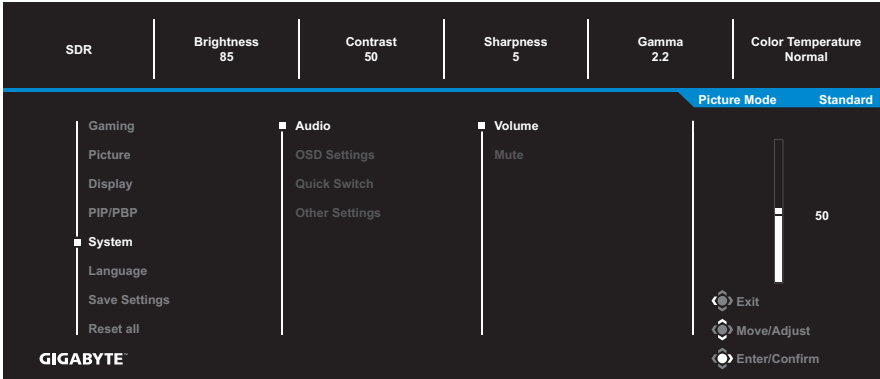 SDR
Brightness
85
Contrast
50
Sharpness
5
Gamma
2.2
Color Temperature
Normal
Picture Mode Standard
Gaming
Picture
Display
PIP/PBP
System
Language
Save Settings
Reset all
Audio
OSD Settings
Quick Switch
Other Settings
Volume
Mute
50
Exit
Move/Adjust
Enter/Confirm
GIGABYTE™